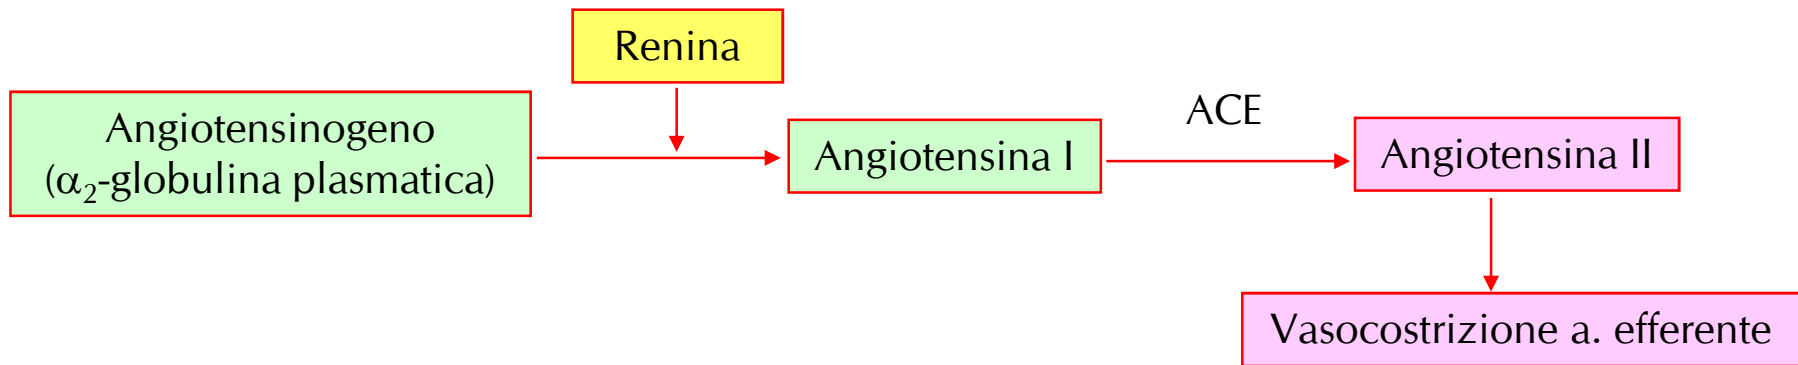 Renina
Angiotensinogeno
(α₂-globulina plasmatica)
Angiotensina I
ACE
Angiotensina II
Vasocostrizione a. efferente